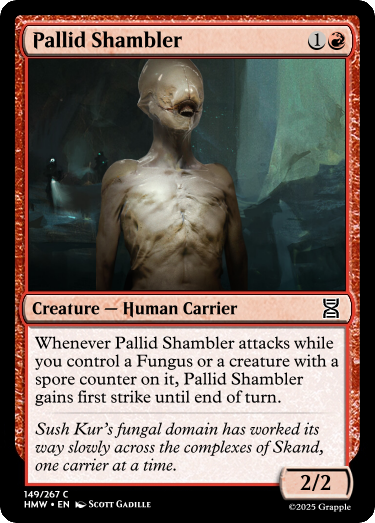 Pallid Shambler 1
Creature — Human Carrier
Whenever Pallid Shambler attacks while
you control a Fungus or a creature with a
spore counter on it, Pallid Shambler
gains first strike until end of turn.
Sush Kur's fungal domain has worked its
way slowly across the complexes of Skand,
one carrier at a time.
2/2
149/267 C
HMW • EN Scott Gadille
©2025 Grapple